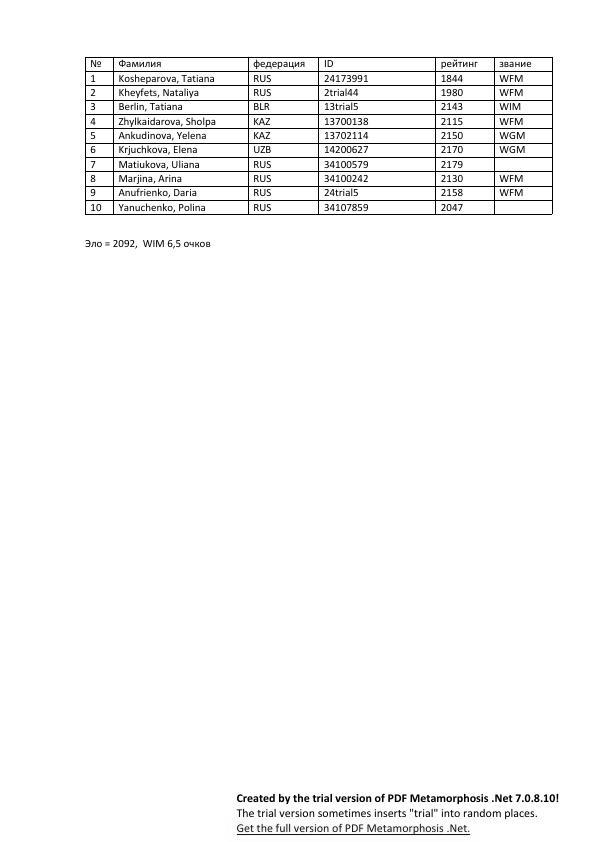 № Фамилия федерация ID рейтинг звание
1 Kosheparova, Tatiana RUS 24173991 1844 WFM
2 Kheyfets, Nataliya RUS 2trial44 1980 WFM
3 Berlin, Tatiana BLR 13trial5 2143 WIM
4 Zhylkaidarova, Sholpa KAZ 13700138 2115 WFM
5 Ankudinova, Yelena KAZ 13702114 2150 WGM
6 Krjuchkova, Elena UZB 14200627 2170 WGM
7 Matiukova, Uliana RUS 34100579 2179
8 Marjina, Arina RUS 34100242 2130 WFM
9 Anufrienko, Daria RUS 24trial5 2158 WFM
10 Yanuchenko, Polina RUS 34107859 2047
Эло = 2092, WIM 6,5 очков
Created by the trial version of PDF Metamorphosis .Net 7.0.8.10!
The trial version sometimes inserts "trial" into random places.
Get the full version of PDF Metamorphosis .Net.